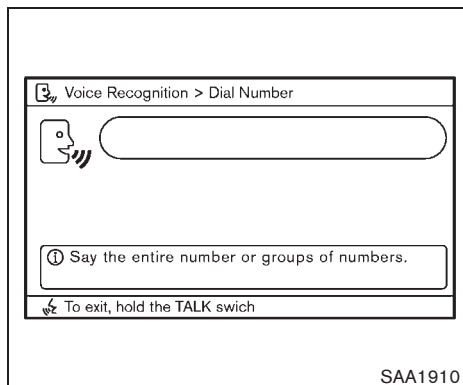 Voice Recognition > Dial Number
Say the entire number or groups of numbers.
To exit, hold the TALK swich
SAA1910